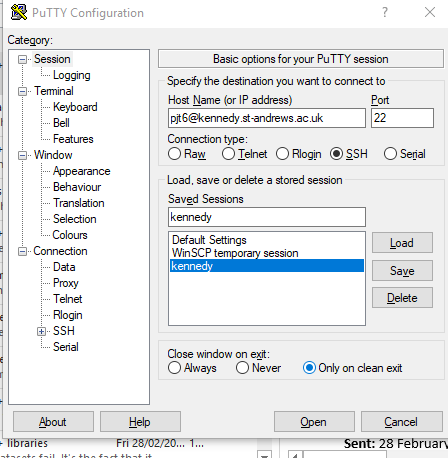 PuTTY Configuration
?
×
Category:
Session
Logging
Terminal
Keyboard
Bell
Features
Window
Appearance
Behaviour
Translation
Selection
Colours
Connection
Data
Proxy
Telnet
Rlogin
SSH
Serial
Basic options for your PuTTY session
Specify the destination you want to connect to
Host Name (or IP address) Port
pjt6@kennedy.st-andrews.ac.uk 22
Connection type:
Raw Telnet Rlogin SSH Serial
Load, save or delete a stored session
Saved Sessions
kennedy
Default Settings
WinSCP temporary session
kennedy
Load
Save
Delete
Close window on exit:
Always Never Only on clean exit
About Help Open Cancel
libraries Fri 28/02/20... 1... Sent: 28 February
datasets fail. It's the fact that it